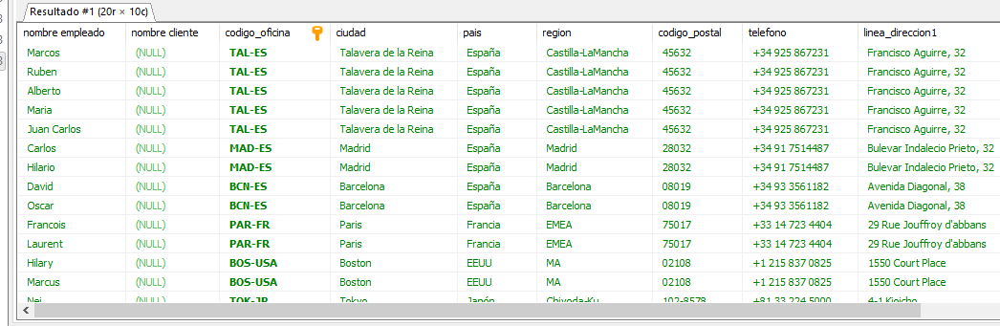 Resultado #1 (20r × 10c)
nombre empleado nombre cliente codigo_oficina ciudad pais region codigo_postal telefono linea_direccion1
Marcos (NULL) TAL-ES Talavera de la Reina España Castilla-LaMancha 45632 +34 925 867231 Francisco Aguirre, 32
Ruben (NULL) TAL-ES Talavera de la Reina España Castilla-LaMancha 45632 +34 925 867231 Francisco Aguirre, 32
Alberto (NULL) TAL-ES Talavera de la Reina España Castilla-LaMancha 45632 +34 925 867231 Francisco Aguirre, 32
Maria (NULL) TAL-ES Talavera de la Reina España Castilla-LaMancha 45632 +34 925 867231 Francisco Aguirre, 32
Juan Carlos (NULL) TAL-ES Talavera de la Reina España Castilla-LaMancha 45632 +34 925 867231 Francisco Aguirre, 32
Carlos (NULL) MAD-ES Madrid España Madrid 28032 +34 91 7514487 Bulevar Indalecio Prieto, 32
Hilario (NULL) MAD-ES Madrid España Madrid 28032 +34 91 7514487 Bulevar Indalecio Prieto, 32
David (NULL) BCN-ES Barcelona España Barcelona 08019 +34 93 3561182 Avenida Diagonal, 38
Oscar (NULL) BCN-ES Barcelona España Barcelona 08019 +34 93 3561182 Avenida Diagonal, 38
Francois (NULL) PAR-FR Paris Francia EMEA 75017 +33 14 723 4404 29 Rue Jouffroy d'abbans
Laurent (NULL) PAR-FR Paris Francia EMEA 75017 +33 14 723 4404 29 Rue Jouffroy d'abbans
Hilary (NULL) BOS-USA Boston EEUU MA 02108 +1 215 837 0825 1550 Court Place
Marcus (NULL) BOS-USA Boston EEUU MA 02108 +1 215 837 0825 1550 Court Place
Nei (NULL) TOK-JP Tokyo Japón Chiyoda-Ku 102-8578 +81 33 224 5000 4-1 Kioicho